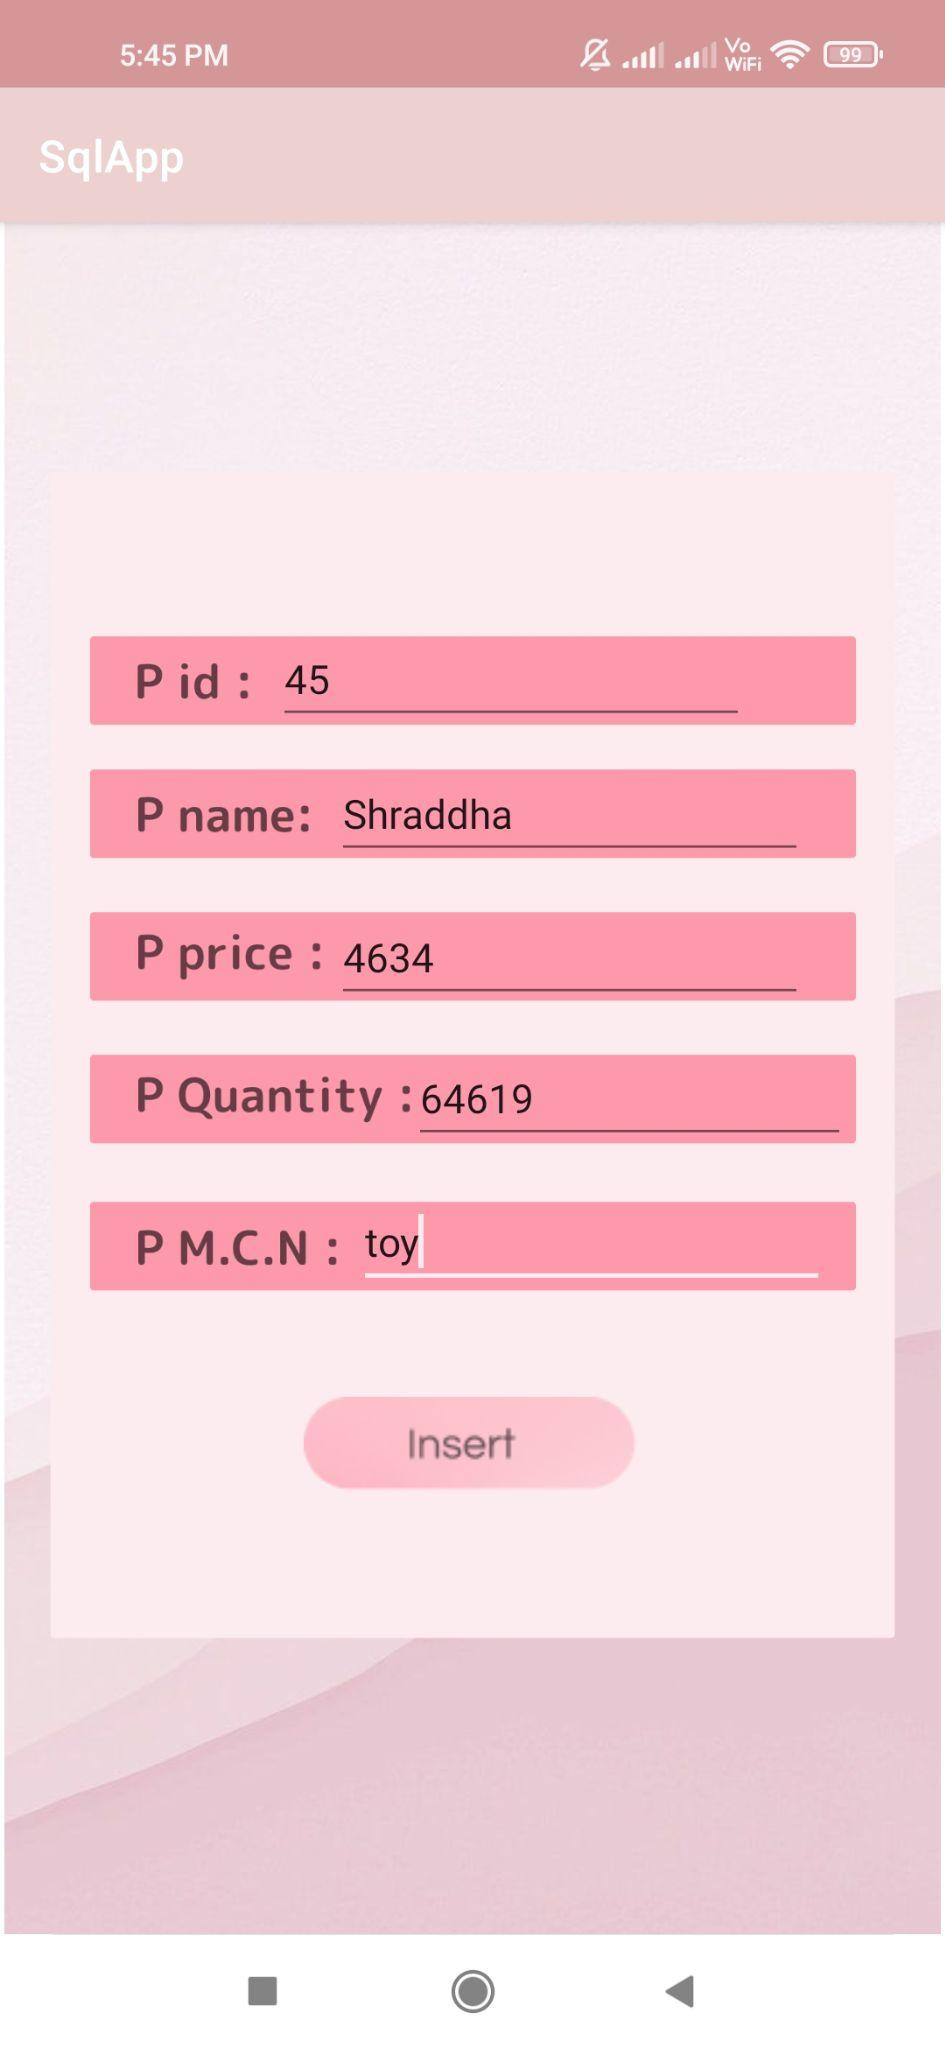 5:45 PM Vo WiFi 99
SqlApp
P id : 45
P name: Shraddha
P price : 4634
P Quantity : 64619
P M.C.N : toy
Insert